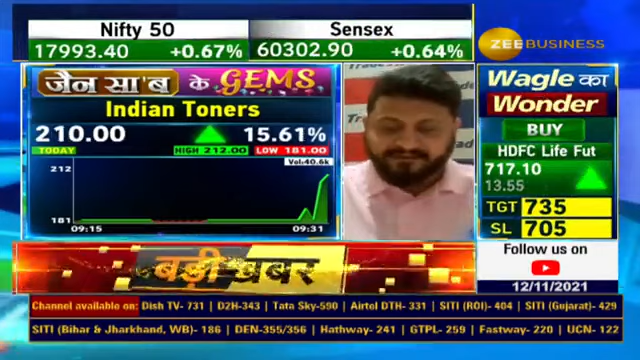 Nifty 50
17993.40 +0.67%
Sensex
60302.90 +0.64%
ZEE BUSINESS
जैन सा'ब के GEMS
Indian Toners
210.00 15.61%
TODAY HIGH 212.00 LOW 181.00
Vol:40.6k
212
181
09:15 09:31
Wagle का
Wonder
BUY
HDFC Life Fut
717.10
13.55
TGT 735
SL 705
बड़ी खबर
Follow us on
12/11/2021
Channel available on: Dish TV- 731 | D2H-343 | Tata Sky-590 | Airtel DTH- 331 | SITI (ROI)- 404 | SITI (Gujarat)- 429
SITI (Bihar & Jharkhand, WB)- 186 | DEN-355/356 | Hathway- 241 | GTPL- 259 | Fastway- 220 | UCN- 122